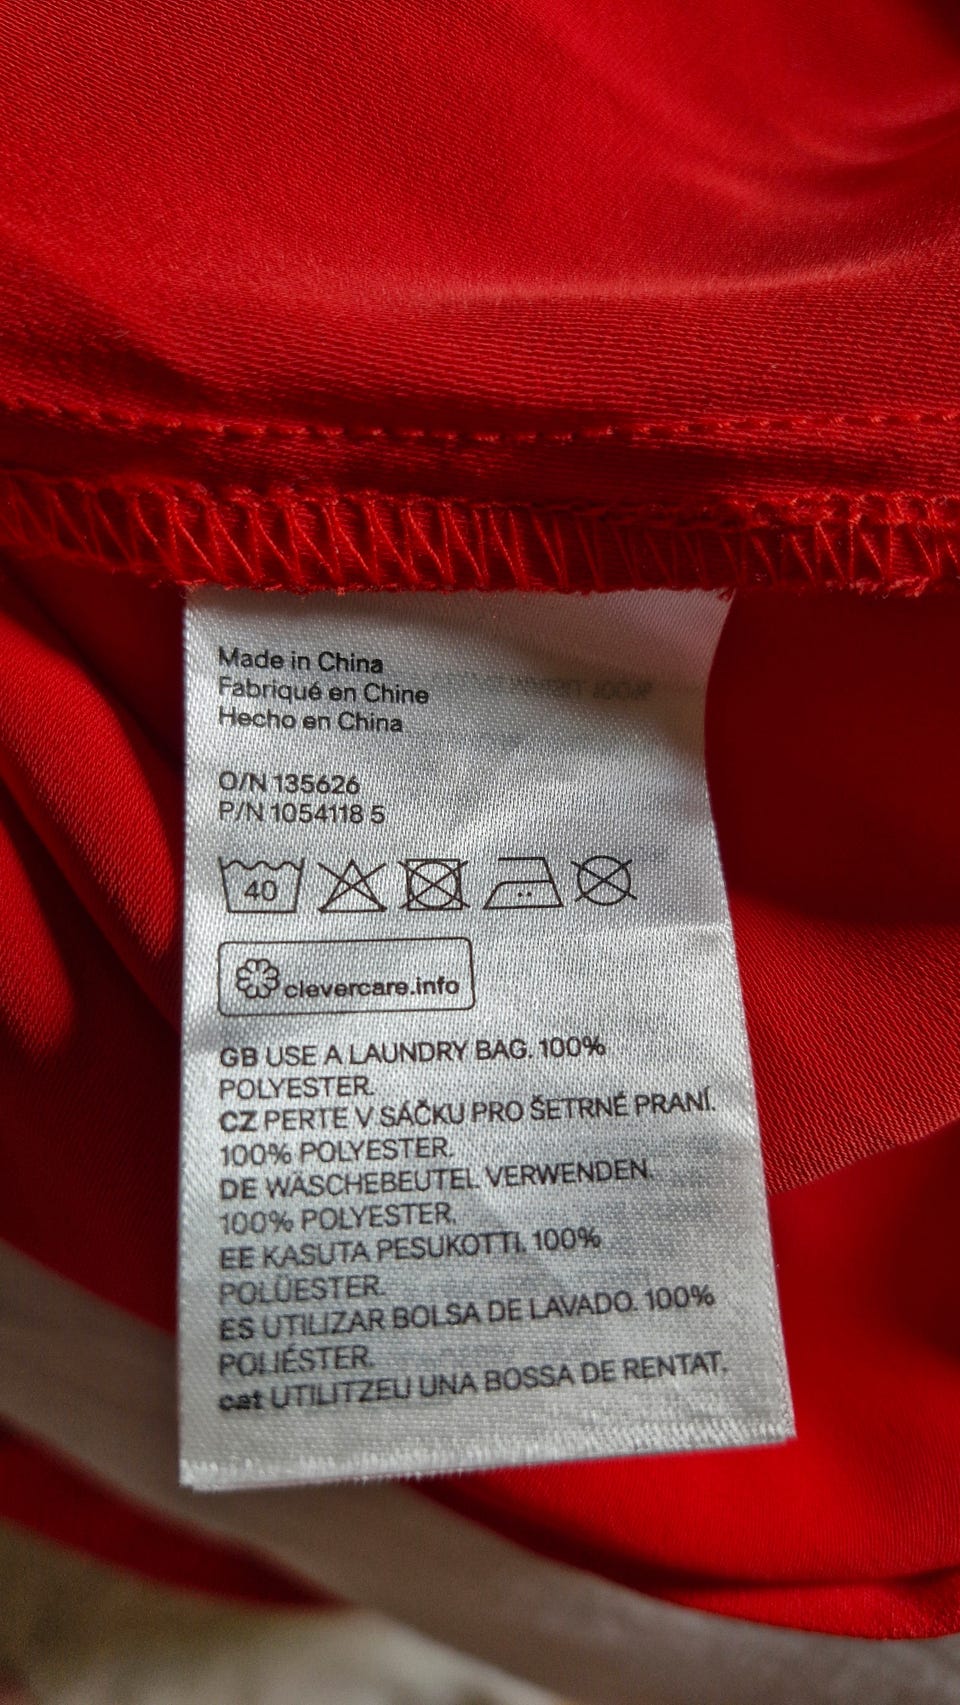 Made in China
Fabriqué en Chine
Hecho en China
O/N 135626
P/N 1054118 5
40
clevercare.info
GB USE A LAUNDRY BAG. 100%
POLYESTER.
CZ PERTE V SÁČKU PRO ŠETRNÉ PRANÍ.
100% POLYESTER.
DE WÄSCHEBEUTEL VERWENDEN.
100% POLYESTER.
EE KASUTA PESUKOTTI. 100%
POLÜESTER.
ES UTILIZAR BOLSA DE LAVADO. 100%
POLIÉSTER.
cat UTILITZEU UNA BOSSA DE RENTAT.